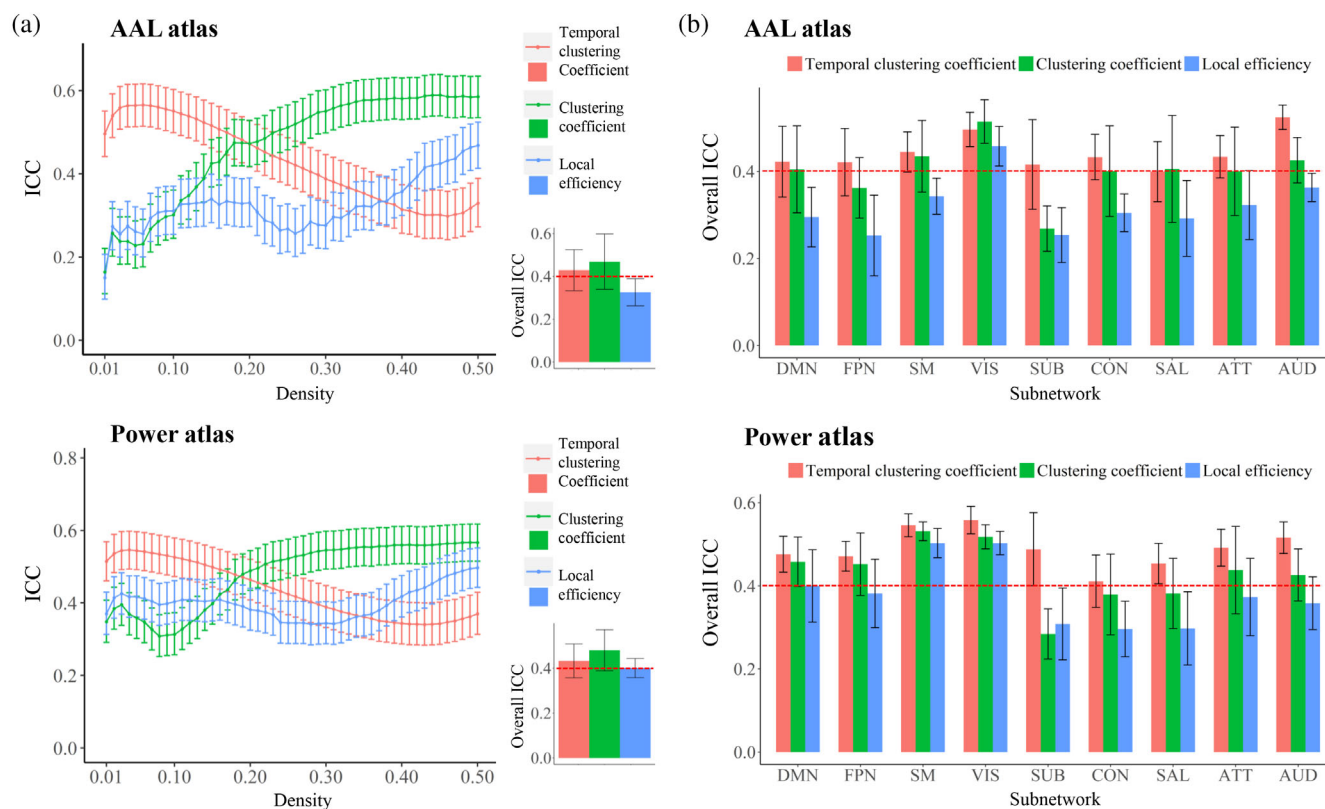 (a)
AAL atlas
ICC
0.6
0.4
0.2
0.0
0.01
0.10
0.20
0.30
0.40
0.50
Density
Temporal
clustering
Coefficient
Clustering
coefficient
Local
efficiency
Overall ICC
0.6
0.4
0.2
0.0
Power atlas
ICC
0.8
0.6
0.4
0.2
0.0
0.01
0.10
0.20
0.30
0.40
0.50
Density
Temporal
clustering
Coefficient
Clustering
coefficient
Local
efficiency
Overall ICC
0.4
0.2
0.0
(b)
AAL atlas
Temporal clustering coefficient Clustering coefficient Local efficiency
Overall ICC
0.4
0.2
0.0
DMN FPN SM VIS SUB CON SAL ATT AUD
Subnetwork
Power atlas
Temporal clustering coefficient Clustering coefficient Local efficiency
Overall ICC
0.6
0.4
0.2
0.0
DMN FPN SM VIS SUB CON SAL ATT AUD
Subnetwork